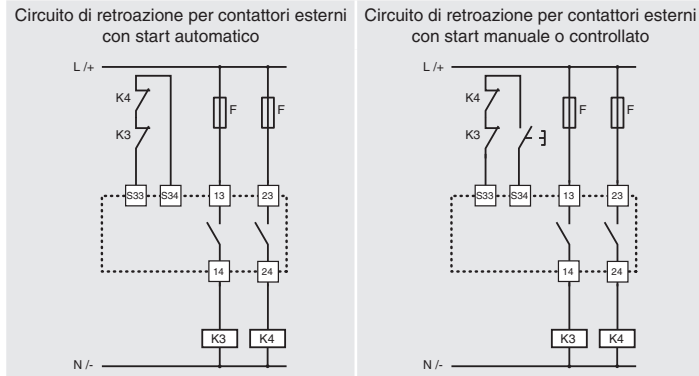 Circuito di retroazione per contattori esterni
con start automatico
L /+
K4
K3
F
F
S33
S34
13
23
14
24
K3
K4
N /-
Circuito di retroazione per contattori esterni
con start manuale o controllato
L /+
K4
K3
F
F
S33
S34
13
23
14
24
K3
K4
N /-